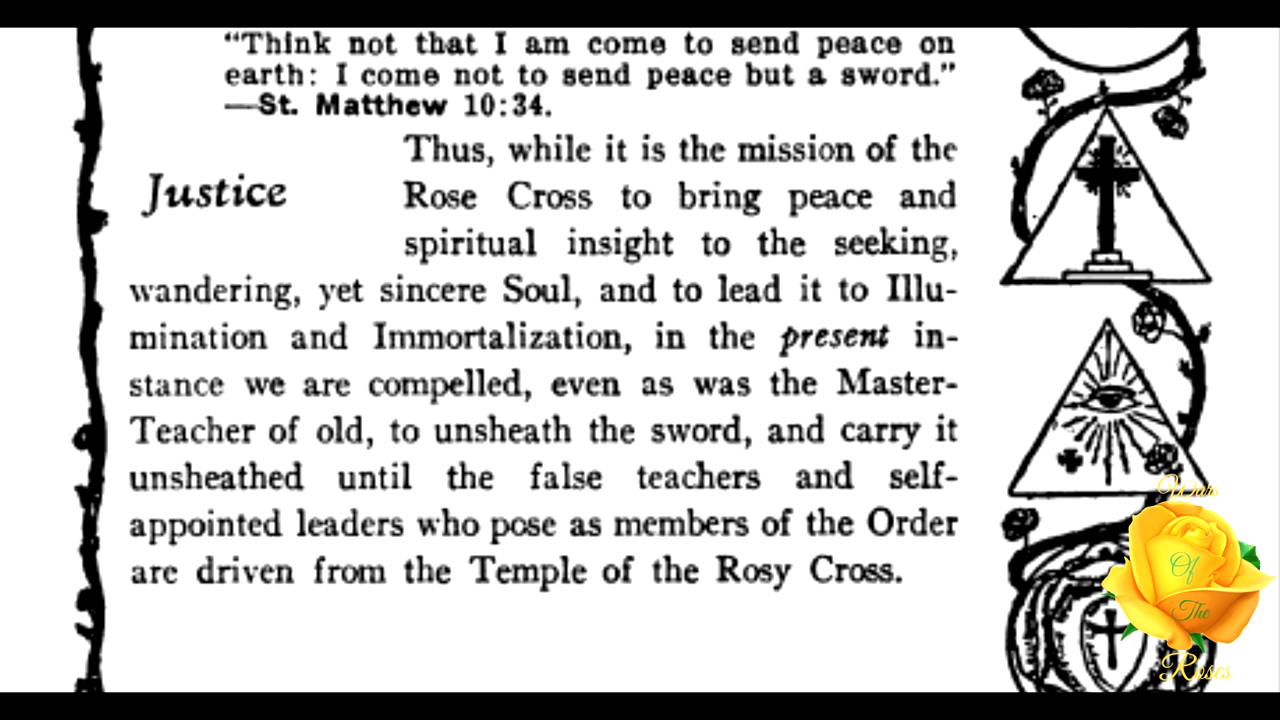 “Think not that I am come to send peace on
earth: I come not to send peace but a sword.”
—St. Matthew 10:34.
Justice
Thus, while it is the mission of the
Rose Cross to bring peace and
spiritual insight to the seeking,
wandering, yet sincere Soul, and to lead it to Illu-
mination and Immortalization, in the present in-
stance we are compelled, even as was the Master-
Teacher of old, to unsheath the sword, and carry it
unsheathed until the false teachers and self-
appointed leaders who pose as members of the Order
are driven from the Temple of the Rosy Cross.
Wars
Of
The
Roses